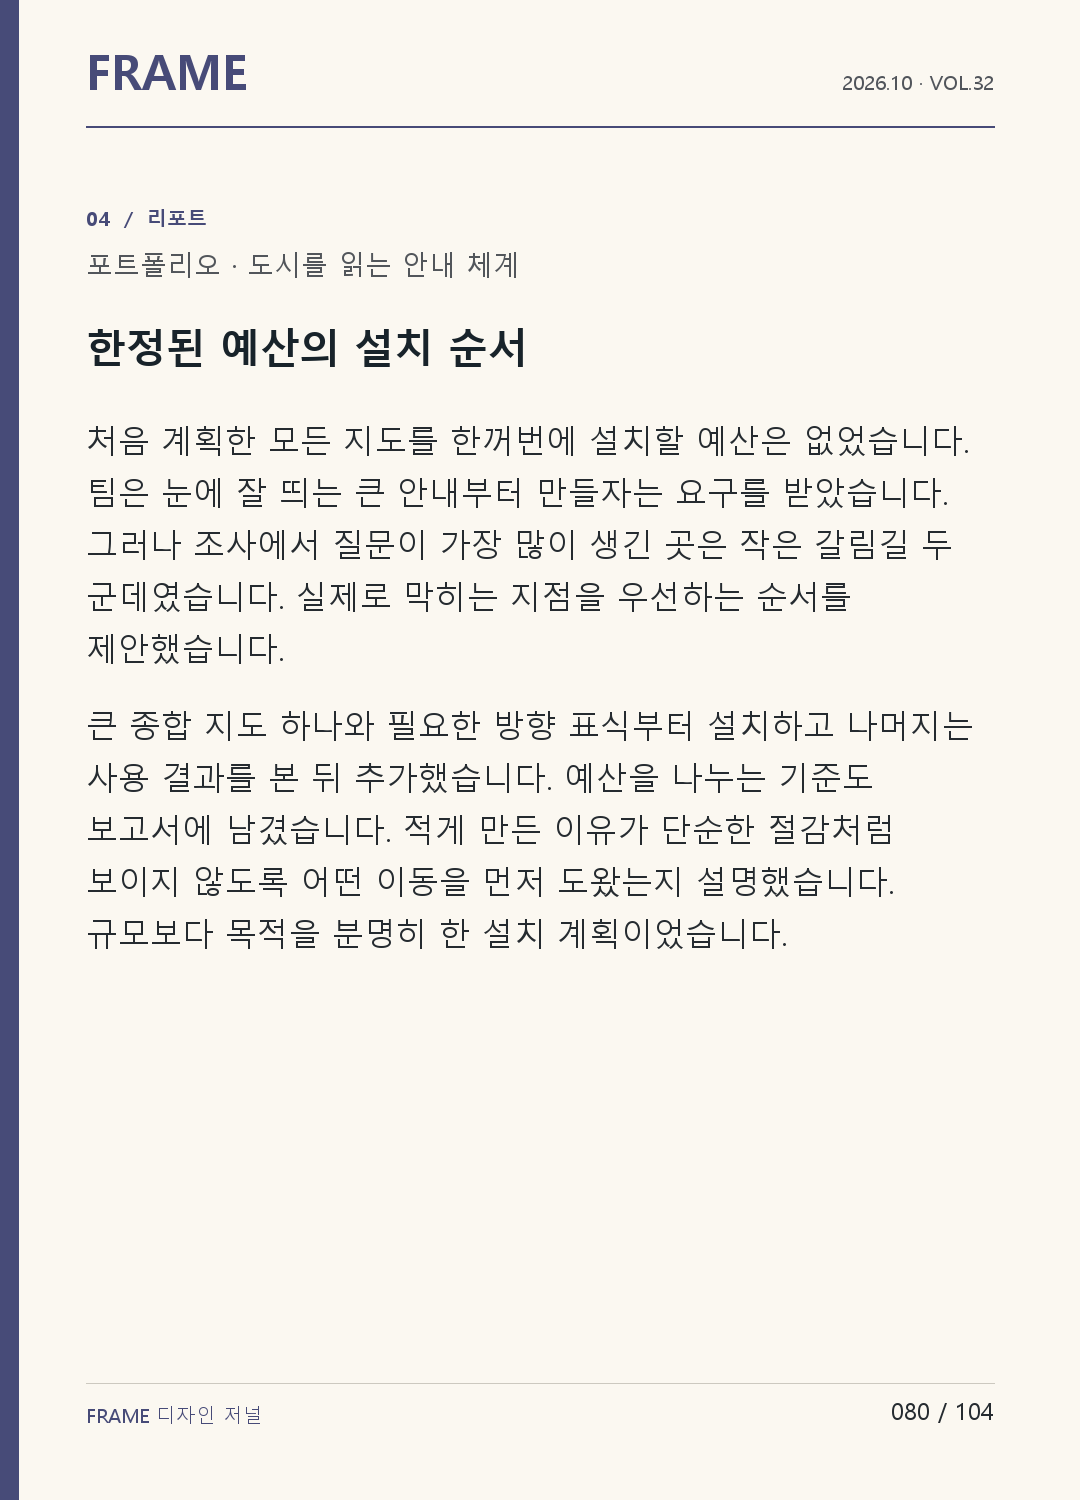 FRAME
2026.10 · VOL.32
04 / 리포트
포트폴리오 · 도시를 읽는 안내 체계
한정된 예산의 설치 순서
처음 계획한 모든 지도를 한꺼번에 설치할 예산은 없었습니다.
팀은 눈에 잘 띄는 큰 안내부터 만들자는 요구를 받았습니다.
그러나 조사에서 질문이 가장 많이 생긴 곳은 작은 갈림길 두
군데였습니다. 실제로 막히는 지점을 우선하는 순서를
제안했습니다.
큰 종합 지도 하나와 필요한 방향 표식부터 설치하고 나머지는
사용 결과를 본 뒤 추가했습니다. 예산을 나누는 기준도
보고서에 남겼습니다. 적게 만든 이유가 단순한 절감처럼
보이지 않도록 어떤 이동을 먼저 도왔는지 설명했습니다.
규모보다 목적을 분명히 한 설치 계획이었습니다.
FRAME 디자인 저널
080 / 104